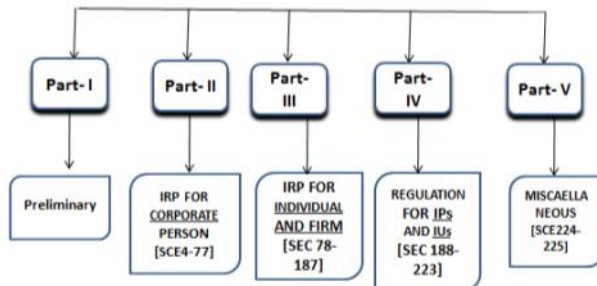 Part- I
Part- II
Part-
III
Part-
IV
Part- V
Preliminary
IRP FOR
CORPORATE
PERSON
[SCE4-77]
IRP FOR
INDIVIDUAL
AND FIRM
[SEC 78-
187]
REGULATION
FOR IPs
AND IUs
[SEC 188-
223]
MISCAELLA
NEOUS
[SCE224-
225]